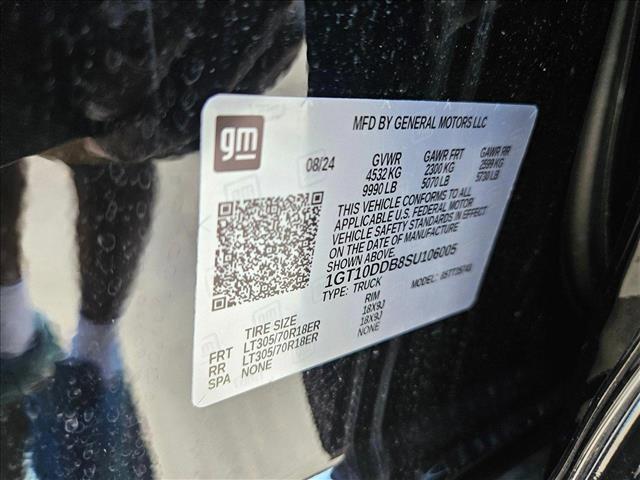 gm
MFD BY GENERAL MOTORS LLC
08/24 GVWR GAWR FRT GAWR RR
4532 KG 2300 KG 2599 KG
9990 LB 5070 LB 5730 LB
THIS VEHICLE CONFORMS TO ALL
APPLICABLE U.S. FEDERAL MOTOR
VEHICLE SAFETY STANDARDS IN EFFECT
ON THE DATE OF MANUFACTURE
SHOWN ABOVE.
1GT10DDB8SU106005
TYPE: TRUCK MODEL:
TIRE SIZE RIM
FRT LT305/70R18ER 18X9J
RR LT305/70R18ER 18X9J
SPA NONE NONE